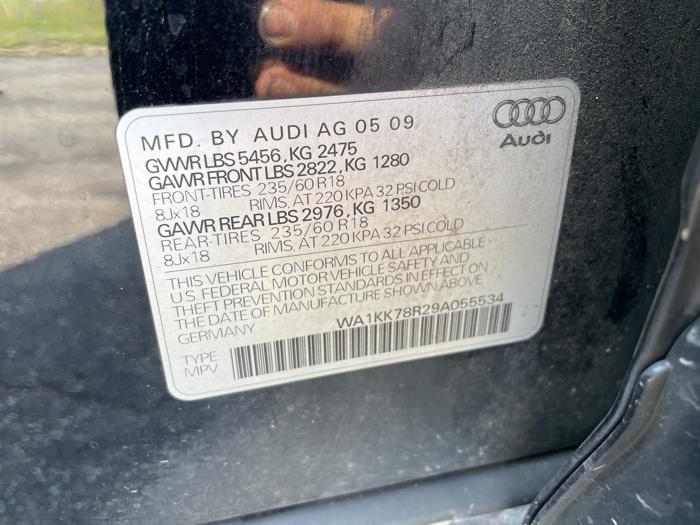 MFD. BY AUDI AG 05 09
Audi
GVWR LBS 5456, KG 2475
GAWR FRONT LBS 2822, KG 1280
FRONT-TIRES 235/60 R18
8Jx18 RIMS, AT 220 KPA 32 PSI COLD
GAWR REAR LBS 2976, KG 1350
REAR-TIRES 235/60 R18
8Jx18 RIMS, AT 220 KPA 32 PSI COLD
THIS VEHICLE CONFORMS TO ALL APPLICABLE
U.S. FEDERAL MOTOR VEHICLE SAFETY AND
THEFT PREVENTION STANDARDS IN EFFECT ON
THE DATE OF MANUFACTURE SHOWN ABOVE
GERMANY
WA1KK78R29A055534
TYPE
MPV